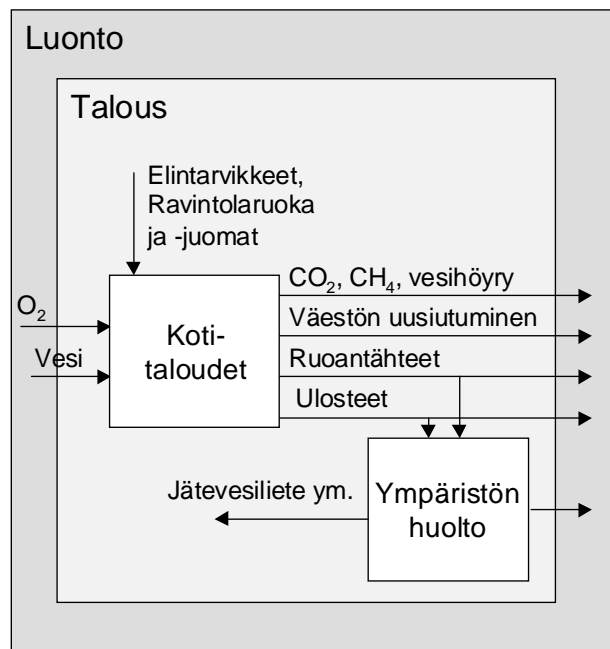 Luonto
Talous
Elintarvikkeet,
Ravintolaruoka
ja -juomat
CO₂, CH₄, vesihöyry
O₂
Väestön uusiutuminen
Koti-
taloudet
Vesi
Ruoantähteet
Ulosteet
Jätevesiliete ym.
Ympäristön
huolto